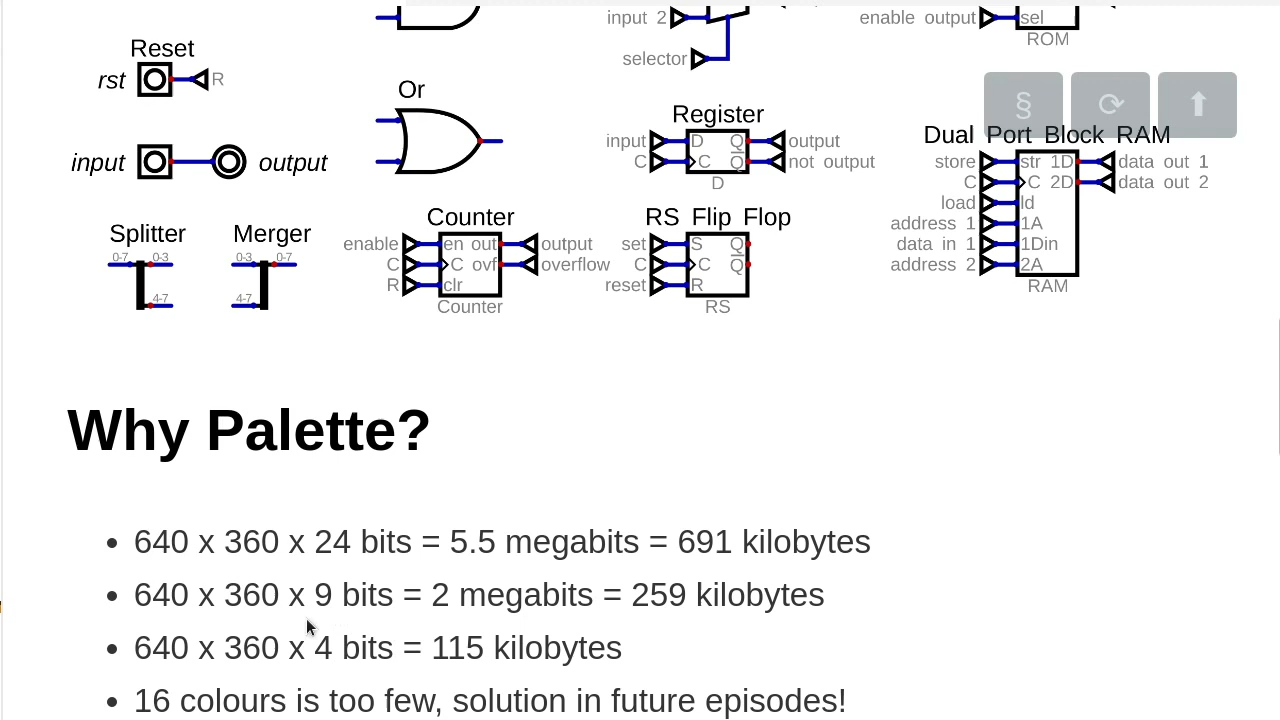 input 2
enable output
sel
ROM
selector
Reset
rst
R
§ ⟳ ⬆
Or
Register
input D Q output
C C Q not output
D
Dual Port Block RAM
store str 1D data out 1
C C 2D data out 2
load ld
address 1 1A
data in 1 1Din
address 2 2A
RAM
input
output
Splitter
0-7 0-3
4-7
Merger
0-3 0-7
4-7
Counter
enable en out output
C C ovf overflow
R clr
Counter
RS Flip Flop
set S Q
C C Q
reset R
RS
Why Palette?
• 640 x 360 x 24 bits = 5.5 megabits = 691 kilobytes
• 640 x 360 x 9 bits = 2 megabits = 259 kilobytes
• 640 x 360 x 4 bits = 115 kilobytes
• 16 colours is too few, solution in future episodes!